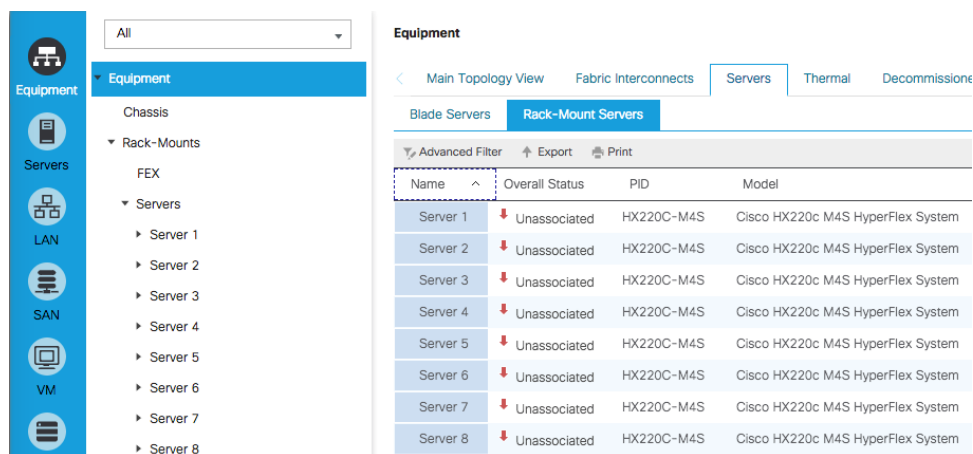 Equipment
Servers
LAN
SAN
VM
All
Equipment
Chassis
Rack-Mounts
FEX
Servers
Server 1
Server 2
Server 3
Server 4
Server 5
Server 6
Server 7
Server 8
Equipment
Main Topology View Fabric Interconnects Servers Thermal Decommissione
Blade Servers Rack-Mount Servers
Advanced Filter Export Print
Name Overall Status PID Model
Server 1 Unassociated HX220C-M4S Cisco HX220c M4S HyperFlex System
Server 2 Unassociated HX220C-M4S Cisco HX220c M4S HyperFlex System
Server 3 Unassociated HX220C-M4S Cisco HX220c M4S HyperFlex System
Server 4 Unassociated HX220C-M4S Cisco HX220c M4S HyperFlex System
Server 5 Unassociated HX220C-M4S Cisco HX220c M4S HyperFlex System
Server 6 Unassociated HX220C-M4S Cisco HX220c M4S HyperFlex System
Server 7 Unassociated HX220C-M4S Cisco HX220c M4S HyperFlex System
Server 8 Unassociated HX220C-M4S Cisco HX220c M4S HyperFlex System